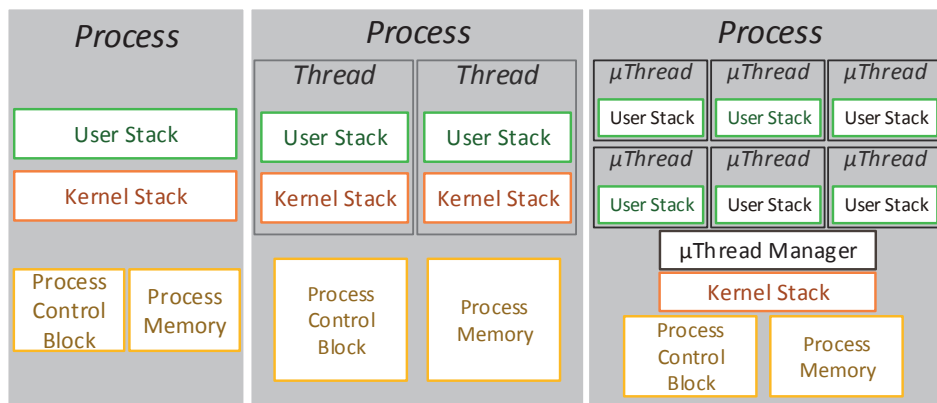 Process
User Stack
Kernel Stack
Process
Control
Block
Process
Memory
Process
Thread
Thread
User Stack
User Stack
Kernel Stack
Kernel Stack
Process
Control
Block
Process
Memory
Process
μThread
μThread
μThread
User Stack
User Stack
User Stack
μThread
μThread
μThread
User Stack
User Stack
User Stack
μThread Manager
Kernel Stack
Process
Control
Block
Process
Memory